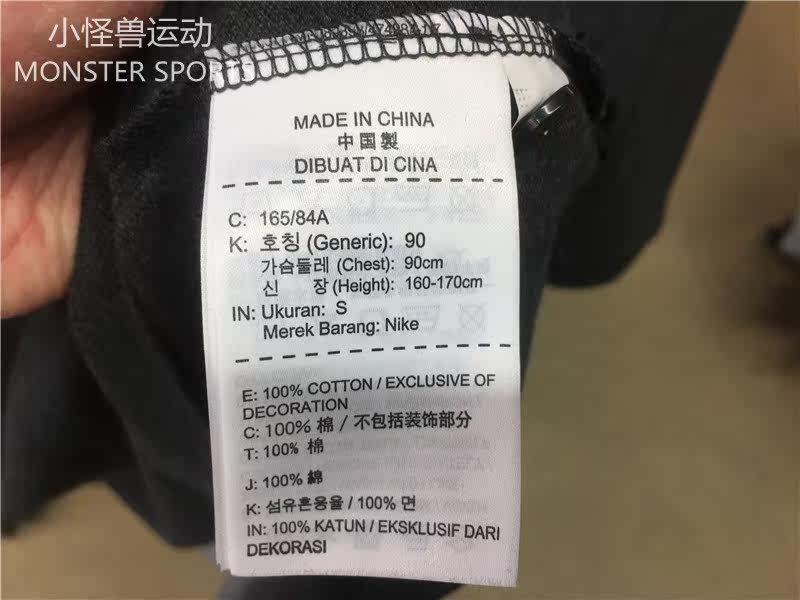 小怪兽运动
MONSTER SPORTS
MADE IN CHINA
中国製
DIBUAT DI CINA
C: 165/84A
K: 호칭 (Generic): 90
가슴둘레 (Chest): 90cm
신 장 (Height): 160-170cm
IN: Ukuran: S
Merek Barang: Nike
E: 100% COTTON / EXCLUSIVE OF
DECORATION
C: 100% 棉 / 不包括装饰部分
T: 100% 棉
J: 100% 綿
K: 섬유혼용율 / 100% 면
IN: 100% KATUN / EKSKLUSIF DARI
DEKORASI